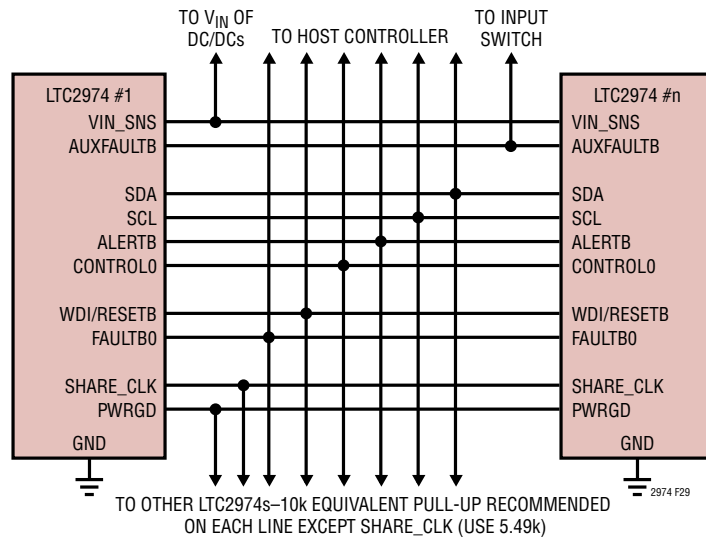 TO VIN OF
DC/DCs
TO HOST CONTROLLER
TO INPUT
SWITCH
LTC2974 #1
VIN_SNS
AUXFAULTB
SDA
SCL
ALERTB
CONTROL0
WDI/RESETB
FAULTB0
SHARE_CLK
PWRGD
GND
LTC2974 #n
VIN_SNS
AUXFAULTB
SDA
SCL
ALERTB
CONTROL0
WDI/RESETB
FAULTB0
SHARE_CLK
PWRGD
GND
2974 F29
TO OTHER LTC2974s–10k EQUIVALENT PULL-UP RECOMMENDED
ON EACH LINE EXCEPT SHARE_CLK (USE 5.49k)